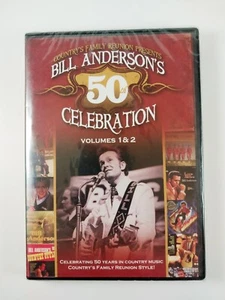 COUNTRY'S FAMILY REUNION PRESENTS
BILL ANDERSON'S
50th
CELEBRATION
VOLUMES 1 & 2
CELEBRATING 50 YEARS IN COUNTRY MUSIC
COUNTRY'S FAMILY REUNION STYLE!